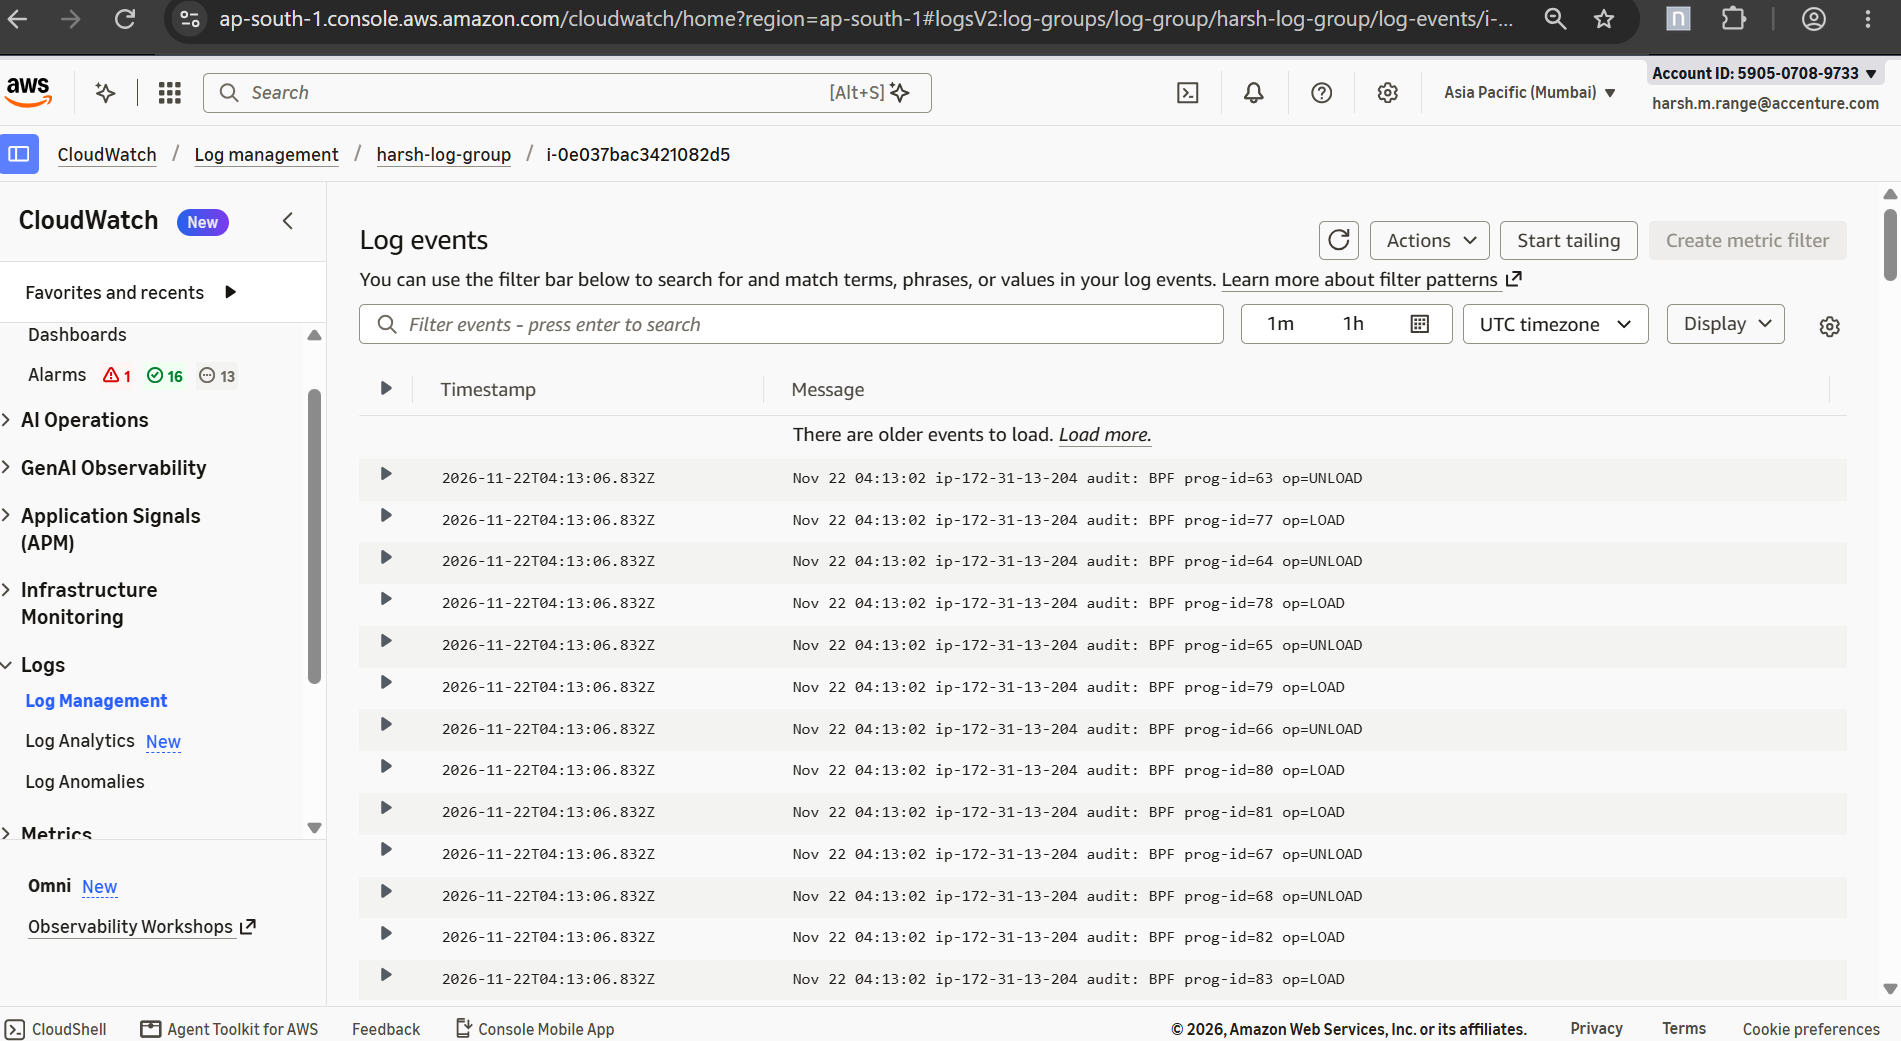 ap-south-1.console.aws.amazon.com/cloudwatch/home?region=ap-south-1#logsV2:log-groups/log-group/harsh-log-group/log-events/i-...
n
aws
Search
[Alt+S]
Asia Pacific (Mumbai)
Account ID: 5905-0708-9733
harsh.m.range@accenture.com
CloudWatch / Log management / harsh-log-group / i-0e037bac3421082d5
CloudWatch New
Favorites and recents
Dashboards
Alarms 1 16 13
AI Operations
GenAI Observability
Application Signals
(APM)
Infrastructure
Monitoring
Logs
Log Management
Log Analytics New
Log Anomalies
Metrics
Omni New
Observability Workshops
Log events
Actions
Start tailing
Create metric filter
You can use the filter bar below to search for and match terms, phrases, or values in your log events. Learn more about filter patterns
Filter events - press enter to search
1m 1h
UTC timezone
Display
Timestamp Message
There are older events to load. Load more.
2026-11-22T04:13:06.832Z Nov 22 04:13:02 ip-172-31-13-204 audit: BPF prog-id=63 op=UNLOAD
2026-11-22T04:13:06.832Z Nov 22 04:13:02 ip-172-31-13-204 audit: BPF prog-id=77 op=LOAD
2026-11-22T04:13:06.832Z Nov 22 04:13:02 ip-172-31-13-204 audit: BPF prog-id=64 op=UNLOAD
2026-11-22T04:13:06.832Z Nov 22 04:13:02 ip-172-31-13-204 audit: BPF prog-id=78 op=LOAD
2026-11-22T04:13:06.832Z Nov 22 04:13:02 ip-172-31-13-204 audit: BPF prog-id=65 op=UNLOAD
2026-11-22T04:13:06.832Z Nov 22 04:13:02 ip-172-31-13-204 audit: BPF prog-id=79 op=LOAD
2026-11-22T04:13:06.832Z Nov 22 04:13:02 ip-172-31-13-204 audit: BPF prog-id=66 op=UNLOAD
2026-11-22T04:13:06.832Z Nov 22 04:13:02 ip-172-31-13-204 audit: BPF prog-id=80 op=LOAD
2026-11-22T04:13:06.832Z Nov 22 04:13:02 ip-172-31-13-204 audit: BPF prog-id=81 op=LOAD
2026-11-22T04:13:06.832Z Nov 22 04:13:02 ip-172-31-13-204 audit: BPF prog-id=67 op=UNLOAD
2026-11-22T04:13:06.832Z Nov 22 04:13:02 ip-172-31-13-204 audit: BPF prog-id=68 op=UNLOAD
2026-11-22T04:13:06.832Z Nov 22 04:13:02 ip-172-31-13-204 audit: BPF prog-id=82 op=LOAD
2026-11-22T04:13:06.832Z Nov 22 04:13:02 ip-172-31-13-204 audit: BPF prog-id=83 op=LOAD
CloudShell Agent Toolkit for AWS Feedback Console Mobile App © 2026, Amazon Web Services, Inc. or its affiliates. Privacy Terms Cookie preferences